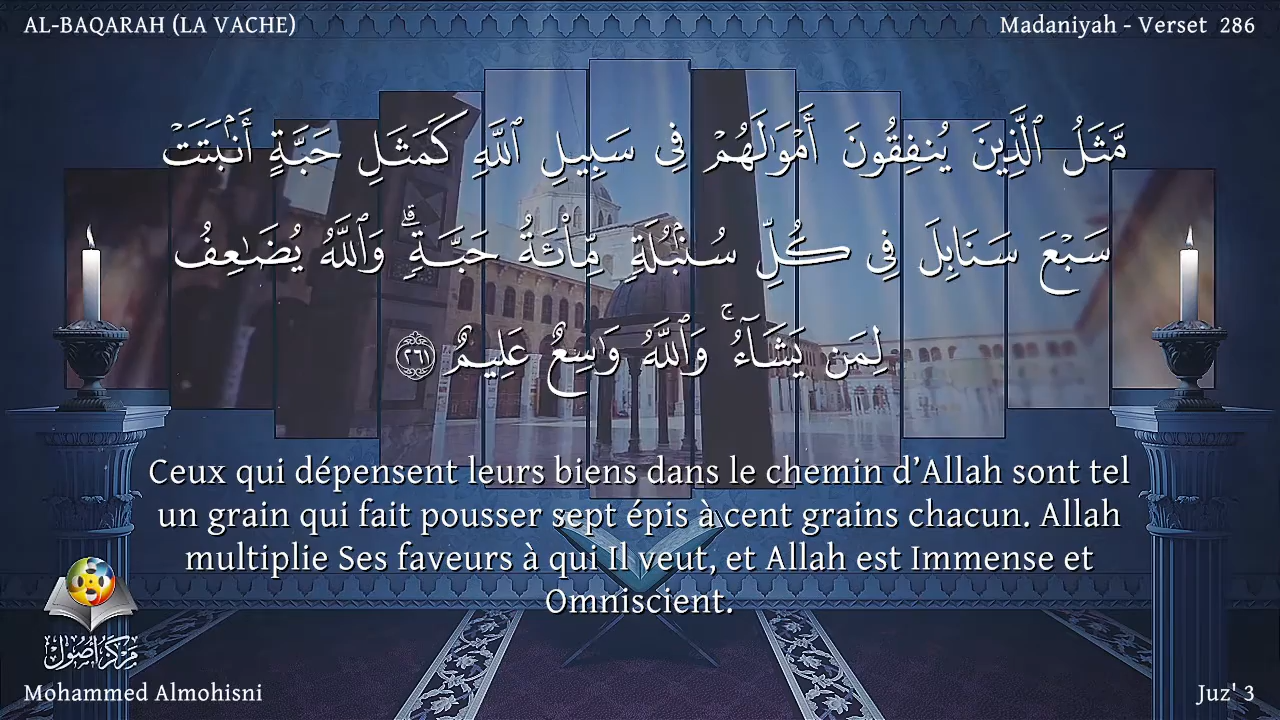 AL-BAQARAH (LA VACHE)
Madaniyah - Verset 286
مَّثَلُ ٱلَّذِينَ يُنفِقُونَ أَمْوَٰلَهُمْ فِى سَبِيلِ ٱللَّهِ كَمَثَلِ حَبَّةٍ أَنۢبَتَتْ
سَبْعَ سَنَابِلَ فِى كُلِّ سُنۢبُلَةٍ مِّا۟ئَةُ حَبَّةٍ ۗ وَٱللَّهُ يُضَٰعِفُ
لِمَن يَشَآءُ ۚ وَٱللَّهُ وَٰسِعٌ عَلِيمٌ ٢٦١
Ceux qui dépensent leurs biens dans le chemin d’Allah sont tel
un grain qui fait pousser sept épis à cent grains chacun. Allah
multiplie Ses faveurs à qui Il veut, et Allah est Immense et
Omniscient.
مركز أصول
Mohammed Almohisni
Juz' 3